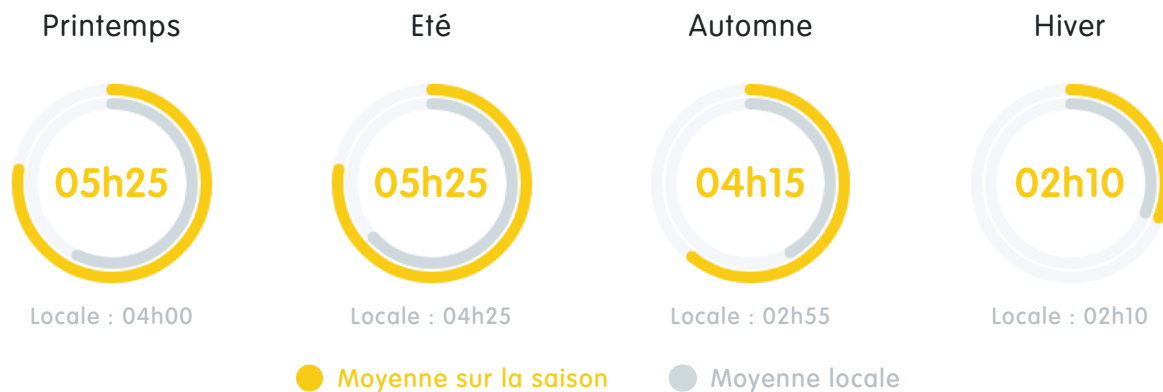 Printemps
Eté
Automne
Hiver
05h25
05h25
04h15
02h10
Locale : 04h00
Locale : 04h25
Locale : 02h55
Locale : 02h10
Moyenne sur la saison
Moyenne locale